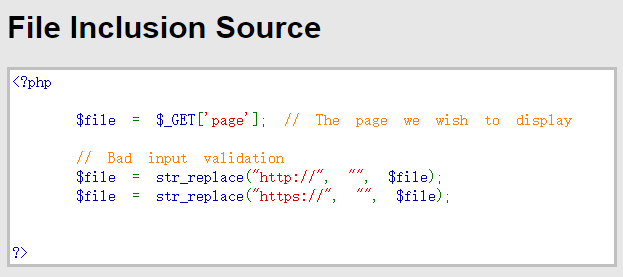 File Inclusion Source
<?php
$file = $_GET['page']; // The page we wish to display
// Bad input validation
$file = str_replace("http://", "", $file);
$file = str_replace("https://", "", $file);
?>